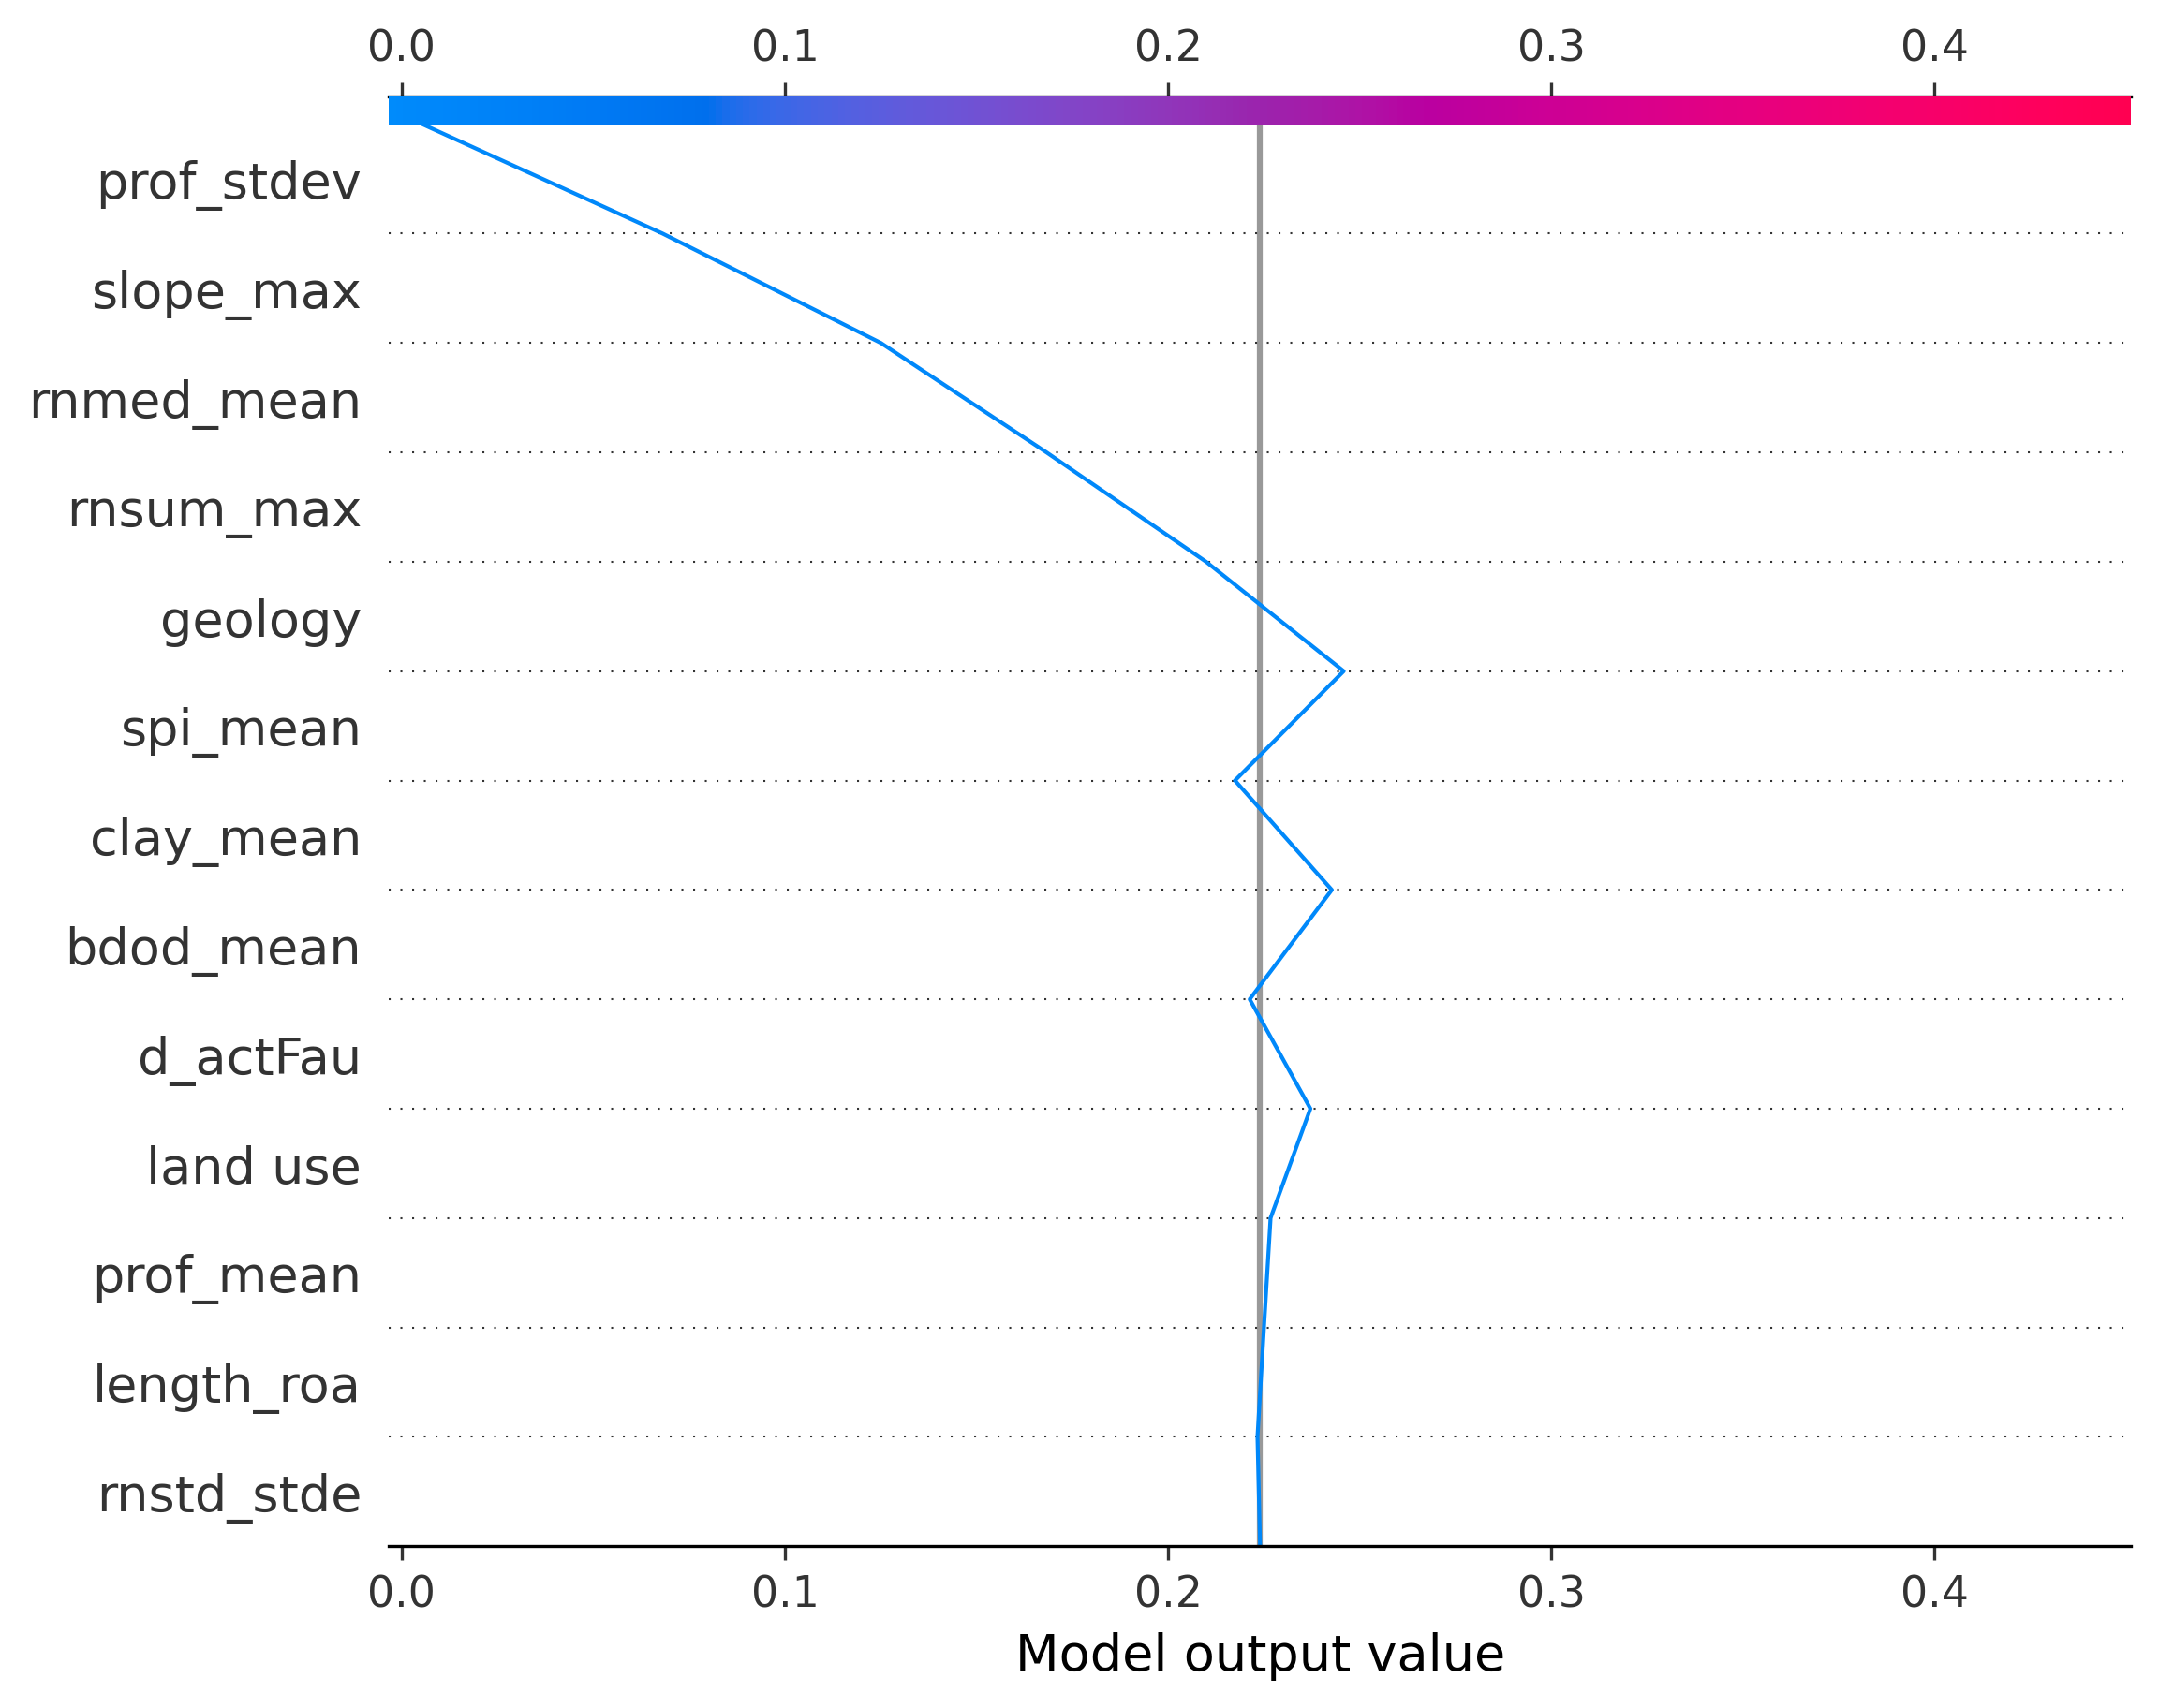 0.0 0.1 0.2 0.3 0.4
prof_stdev
slope_max
rnmed_mean
rnsum_max
geology
spi_mean
clay_mean
bdod_mean
d_actFau
land use
prof_mean
length_roa
rnstd_stde
0.0 0.1 0.2 0.3 0.4
Model output value